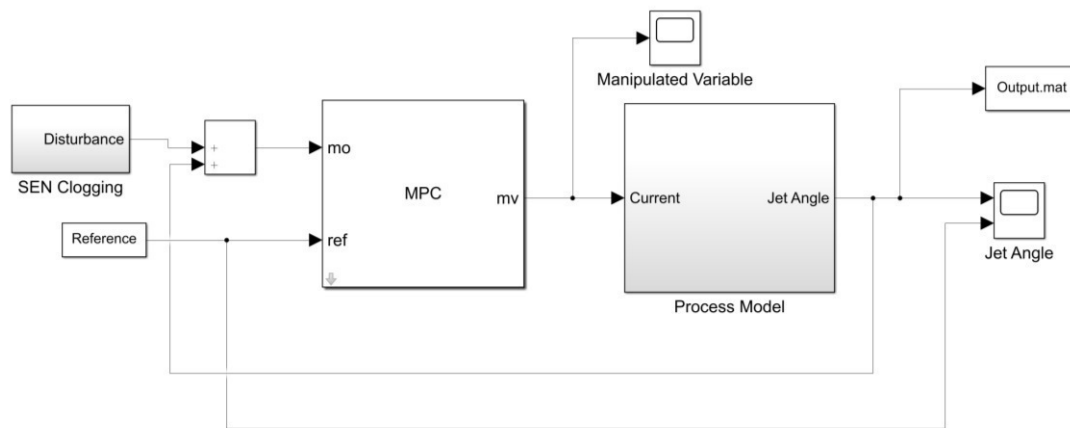 Manipulated Variable
Output.mat
Disturbance
+
+
SEN Clogging
mo
MPC
mv
ref
Current
Jet Angle
Process Model
Reference
Jet Angle